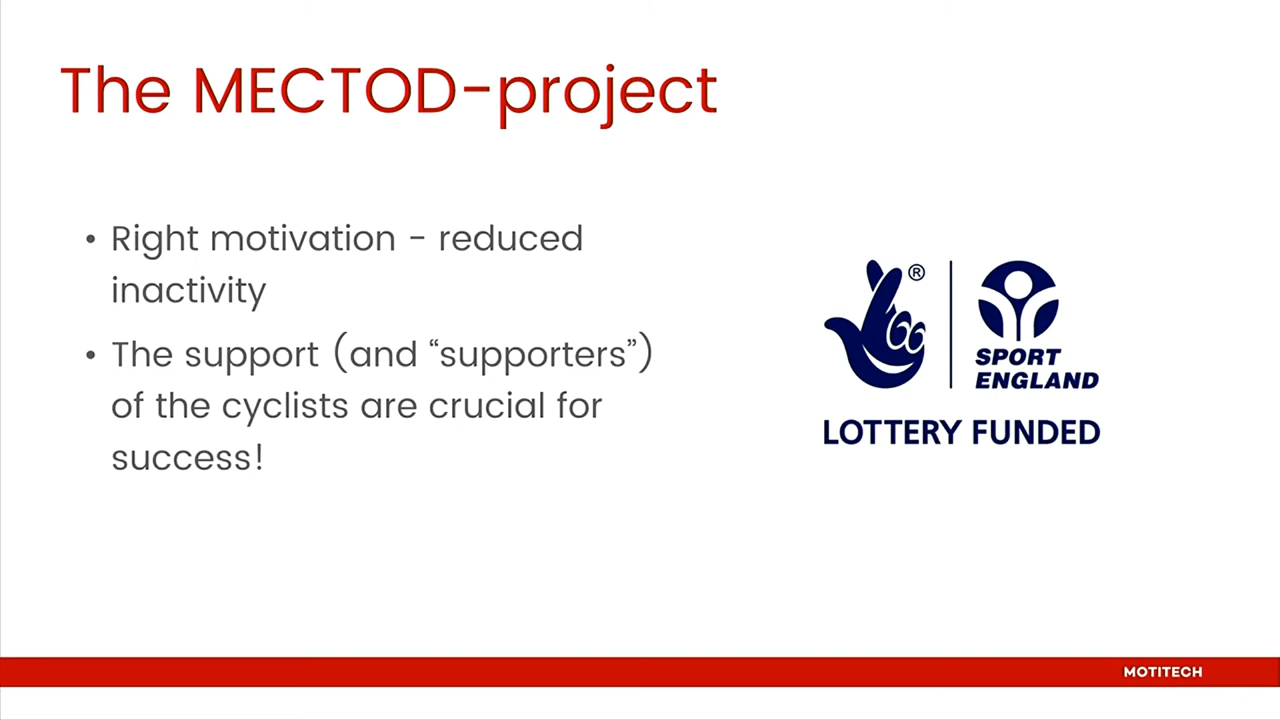 The MECTOD-project
• Right motivation - reduced
inactivity
• The support (and “supporters”)
of the cyclists are crucial for
success!
®
SPORT
ENGLAND
LOTTERY FUNDED
MOTITECH